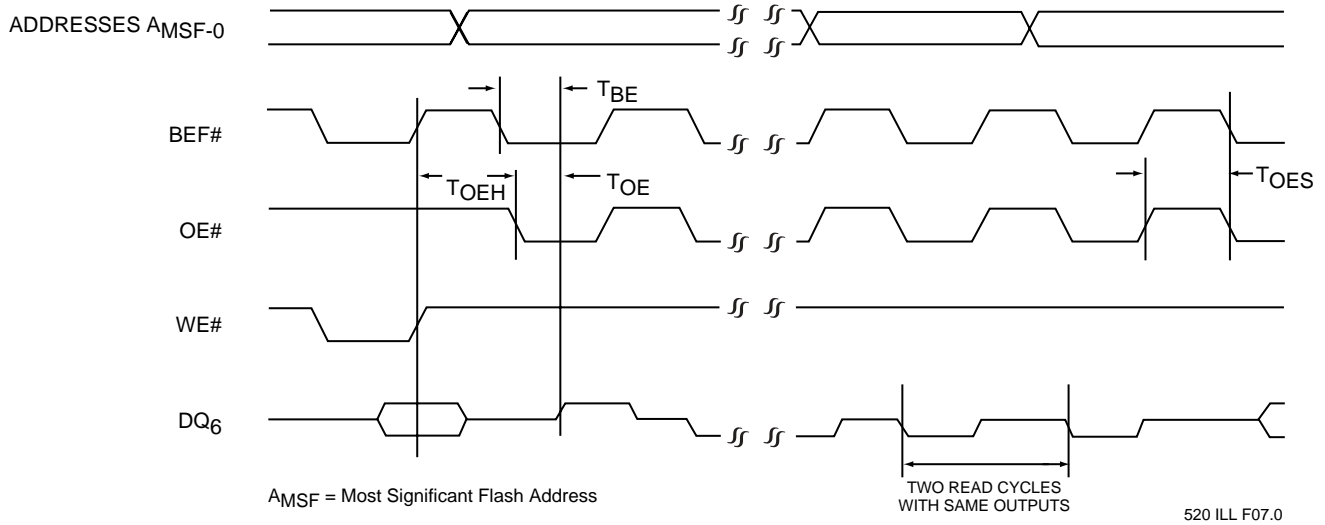 ADDRESSES AMSF-0
TBE
BEF#
TOEH
TOE
TOES
OE#
WE#
DQ6
AMSF = Most Significant Flash Address
TWO READ CYCLES
WITH SAME OUTPUTS
520 ILL F07.0